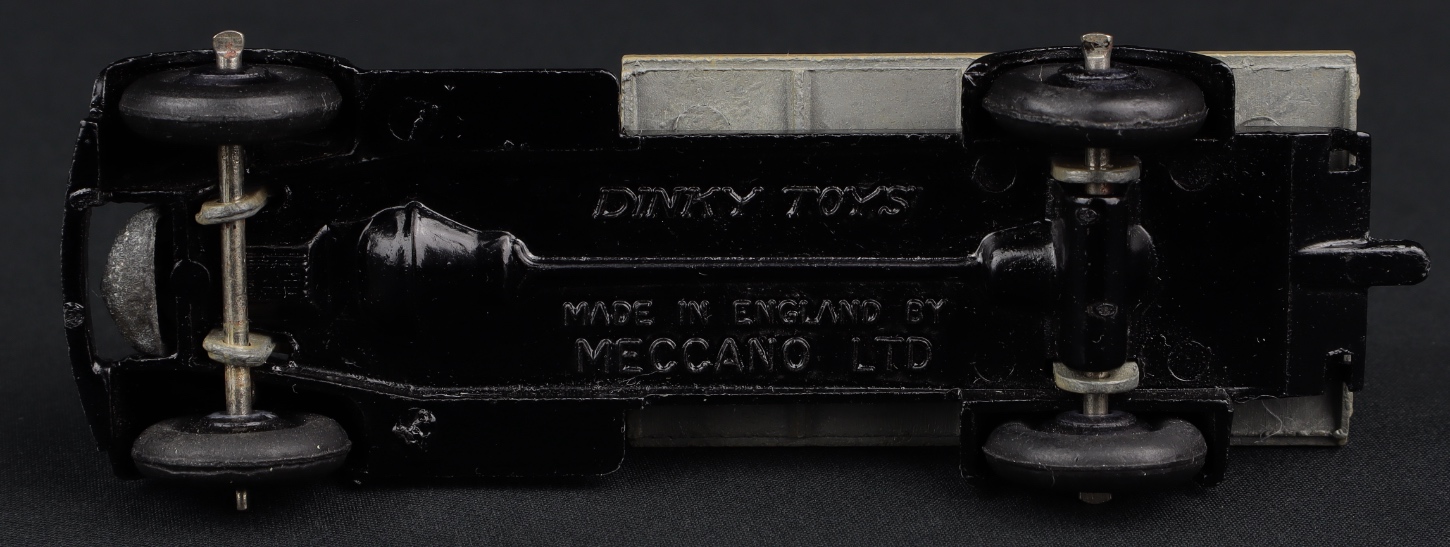 DINKY TOYS
MADE IN ENGLAND BY
MECCANO LTD